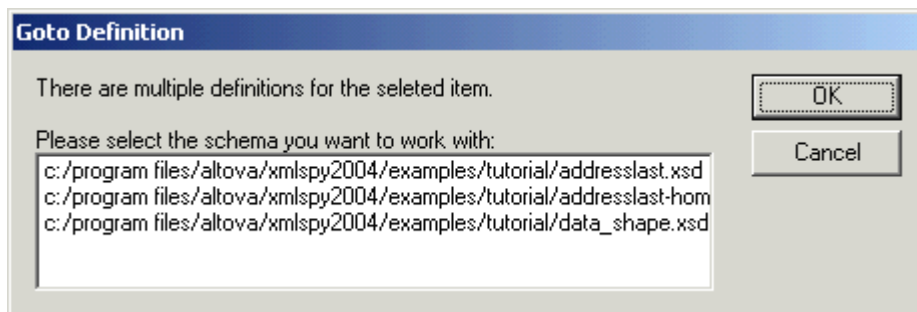 Goto Definition
There are multiple definitions for the seleted item.
OK
Please select the schema you want to work with:
Cancel
c:/program files/altova/xmlspy2004/examples/tutorial/addresslast.xsd
c:/program files/altova/xmlspy2004/examples/tutorial/addresslast-hom
c:/program files/altova/xmlspy2004/examples/tutorial/data_shape.xsd